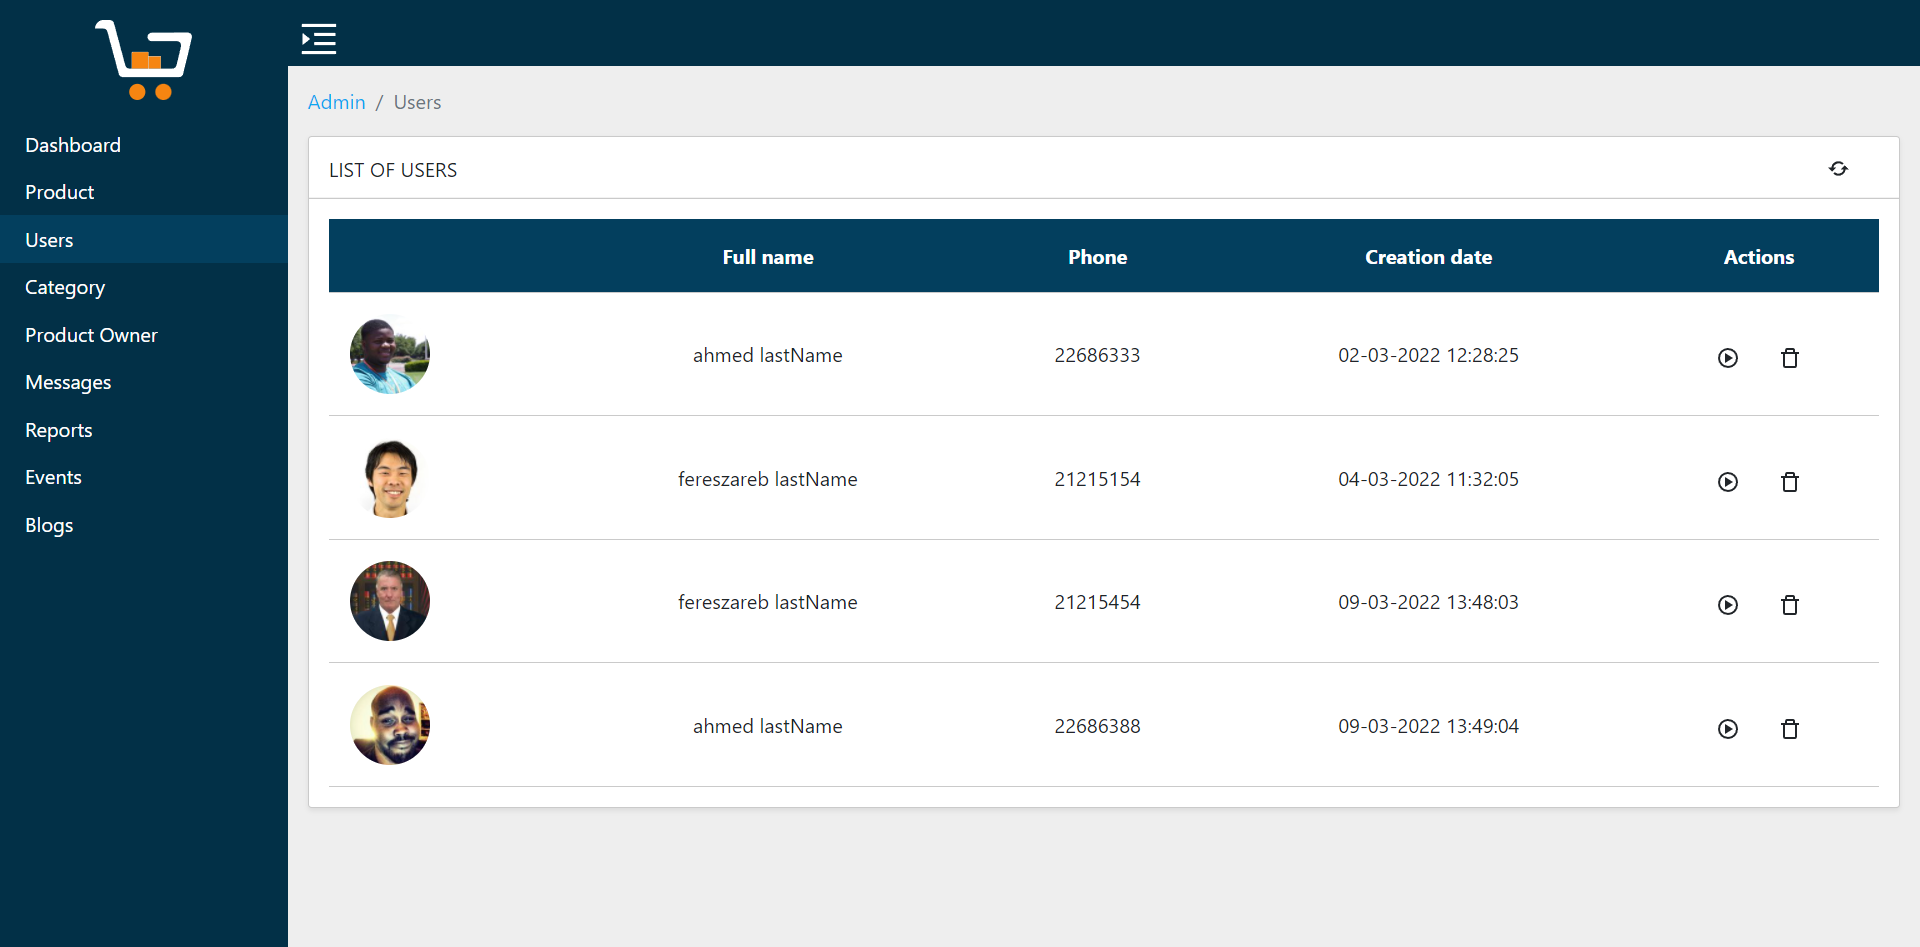 Dashboard
Product
Users
Category
Product Owner
Messages
Reports
Events
Blogs
Admin / Users
LIST OF USERS
Full name Phone Creation date Actions
ahmed lastName 22686333 02-03-2022 12:28:25
fereszareb lastName 21215154 04-03-2022 11:32:05
fereszareb lastName 21215454 09-03-2022 13:48:03
ahmed lastName 22686388 09-03-2022 13:49:04